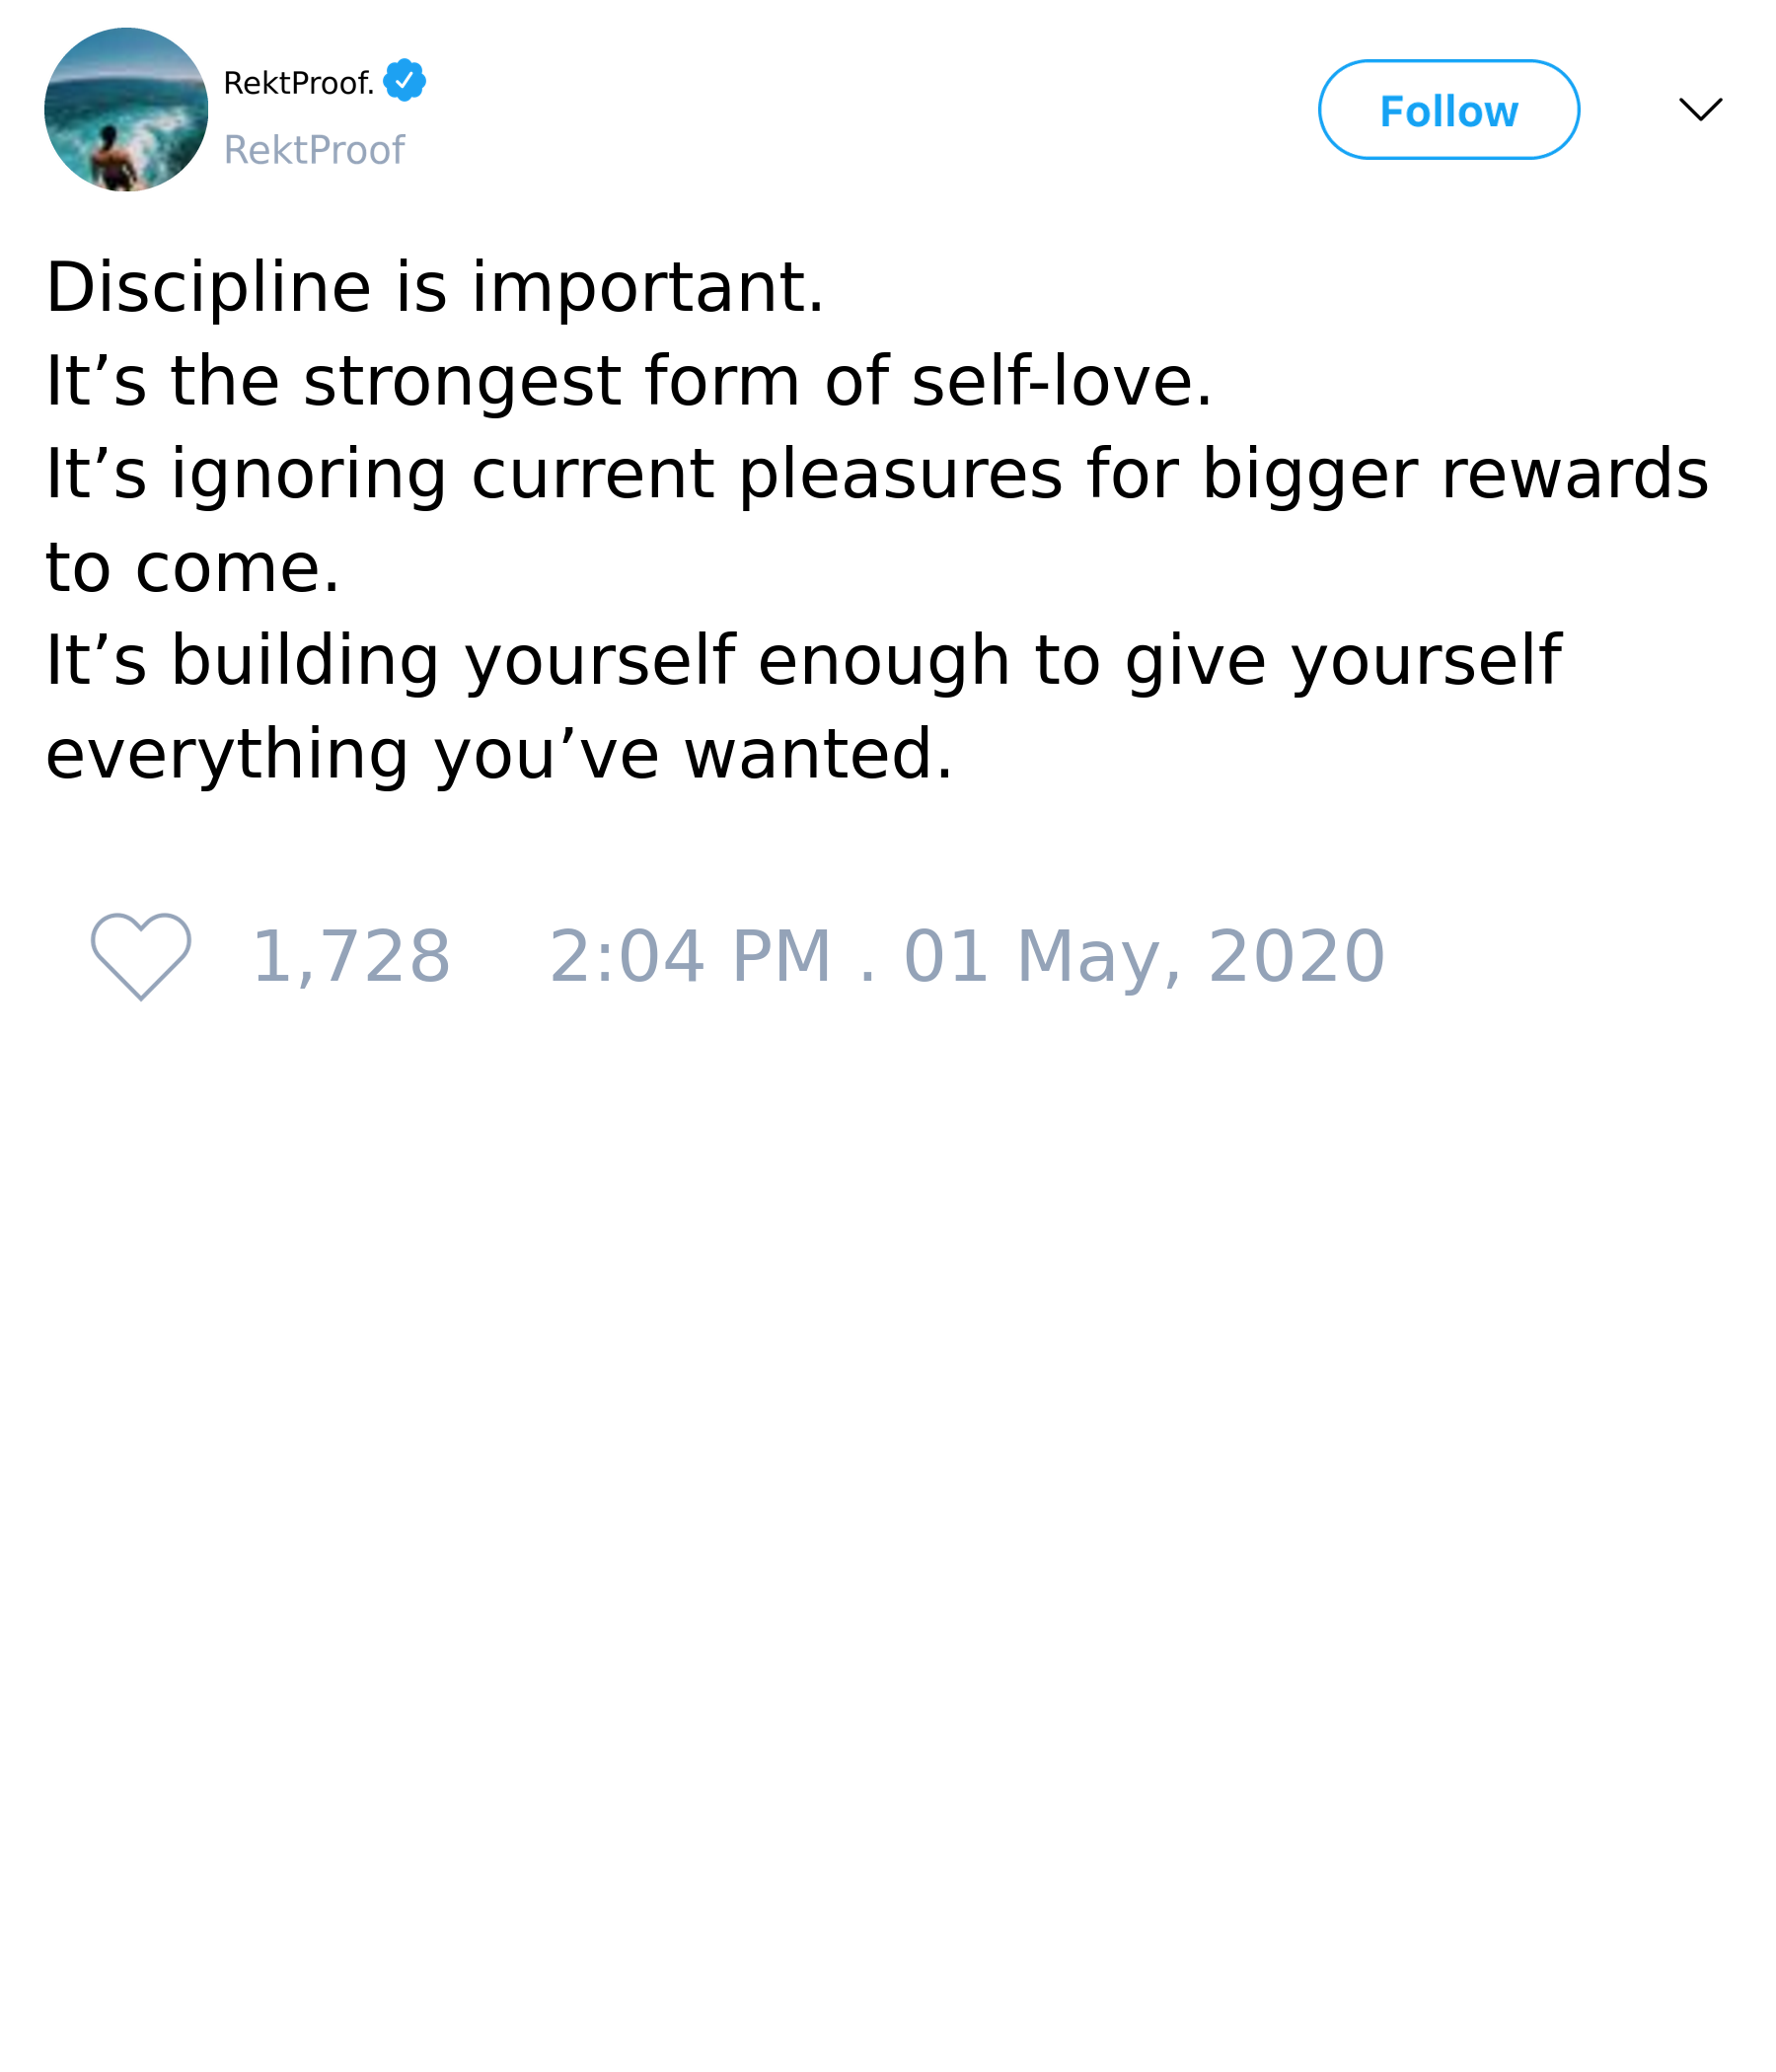 RektProof.
RektProof
Follow
Discipline is important.
It’s the strongest form of self-love.
It’s ignoring current pleasures for bigger rewards
to come.
It’s building yourself enough to give yourself
everything you’ve wanted.
1,728 2:04 PM . 01 May, 2020